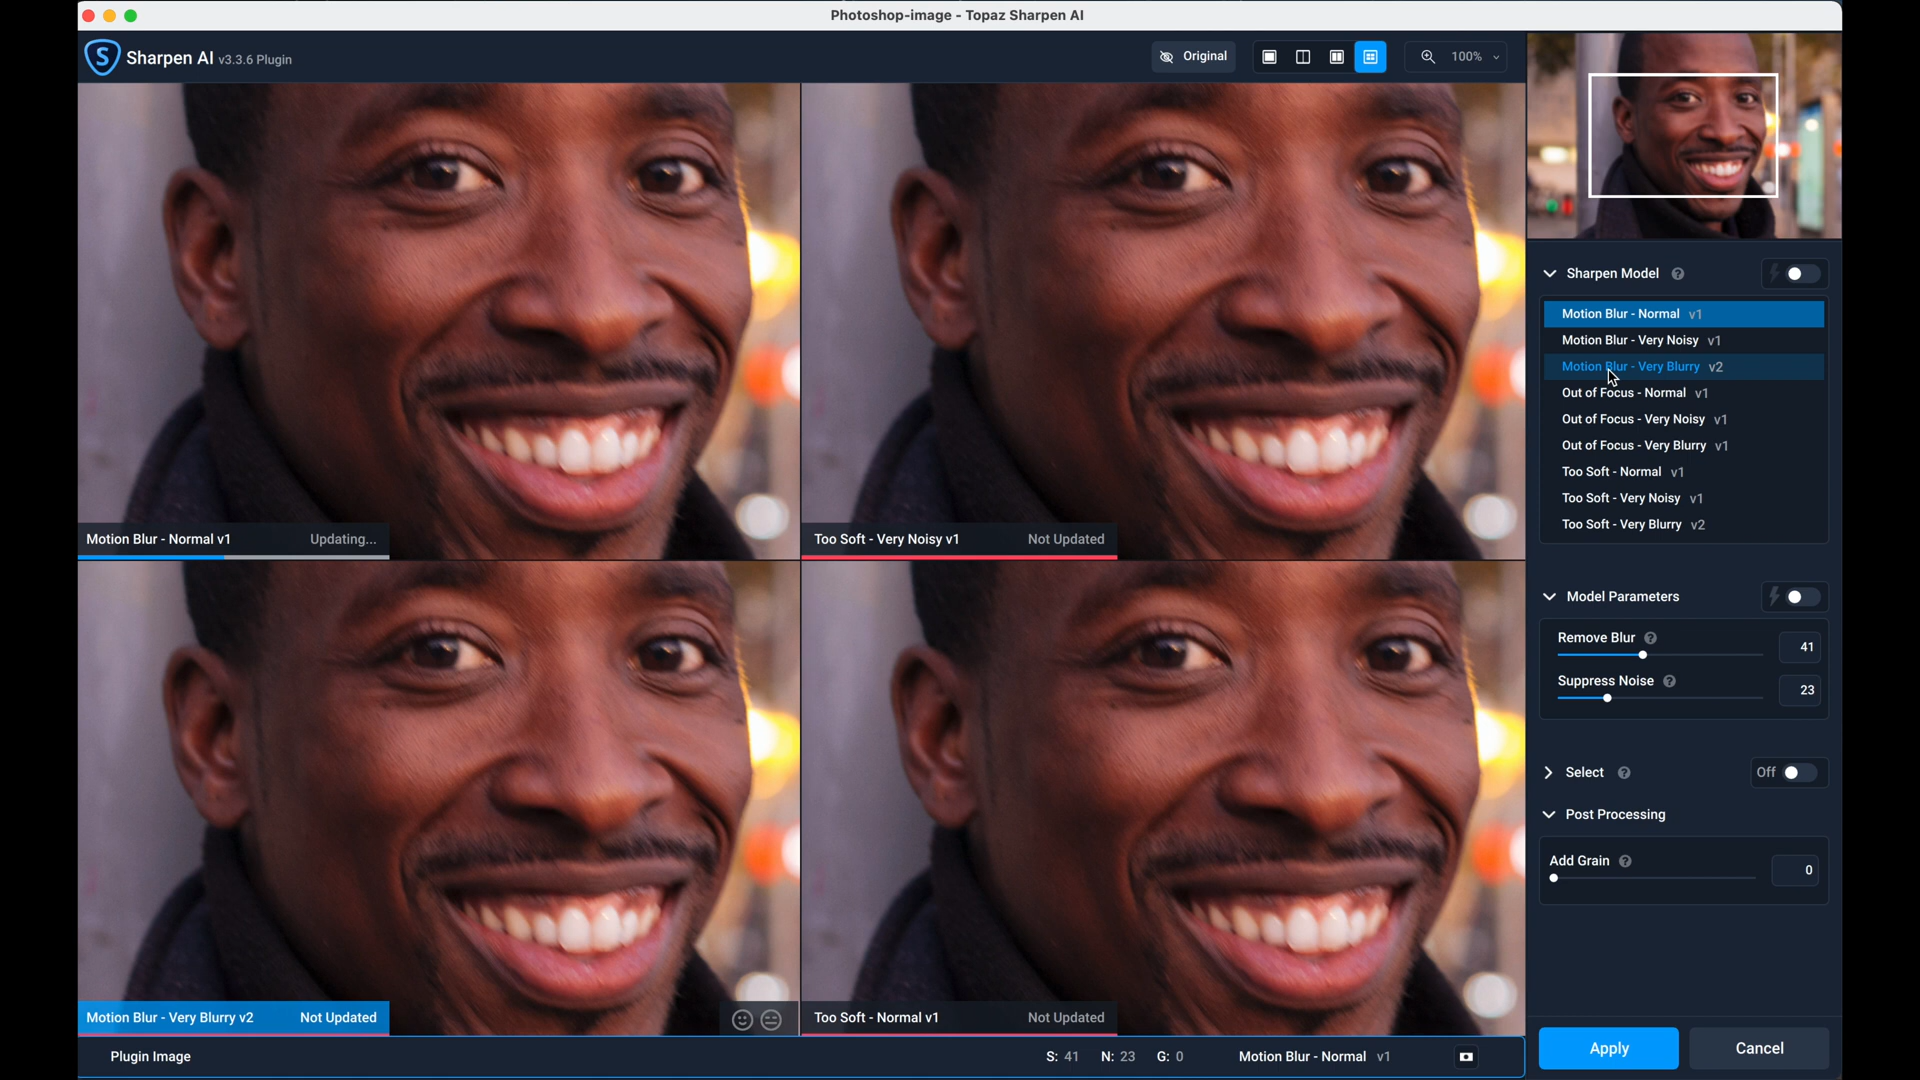 Photoshop-image - Topaz Sharpen AI
S Sharpen AI v3.3.6 Plugin
Original
100%
Motion Blur - Normal v1 Updating...
Too Soft - Very Noisy v1 Not Updated
Motion Blur - Very Blurry v2 Not Updated
Too Soft - Normal v1 Not Updated
Plugin Image
S: 41 N: 23 G: 0 Motion Blur - Normal v1
Sharpen Model ?
Motion Blur - Normal v1
Motion Blur - Very Noisy v1
Motion Blur - Very Blurry v2
Out of Focus - Normal v1
Out of Focus - Very Noisy v1
Out of Focus - Very Blurry v1
Too Soft - Normal v1
Too Soft - Very Noisy v1
Too Soft - Very Blurry v2
Model Parameters
Remove Blur ? 41
Suppress Noise ? 23
Select ? Off
Post Processing
Add Grain ? 0
Apply Cancel